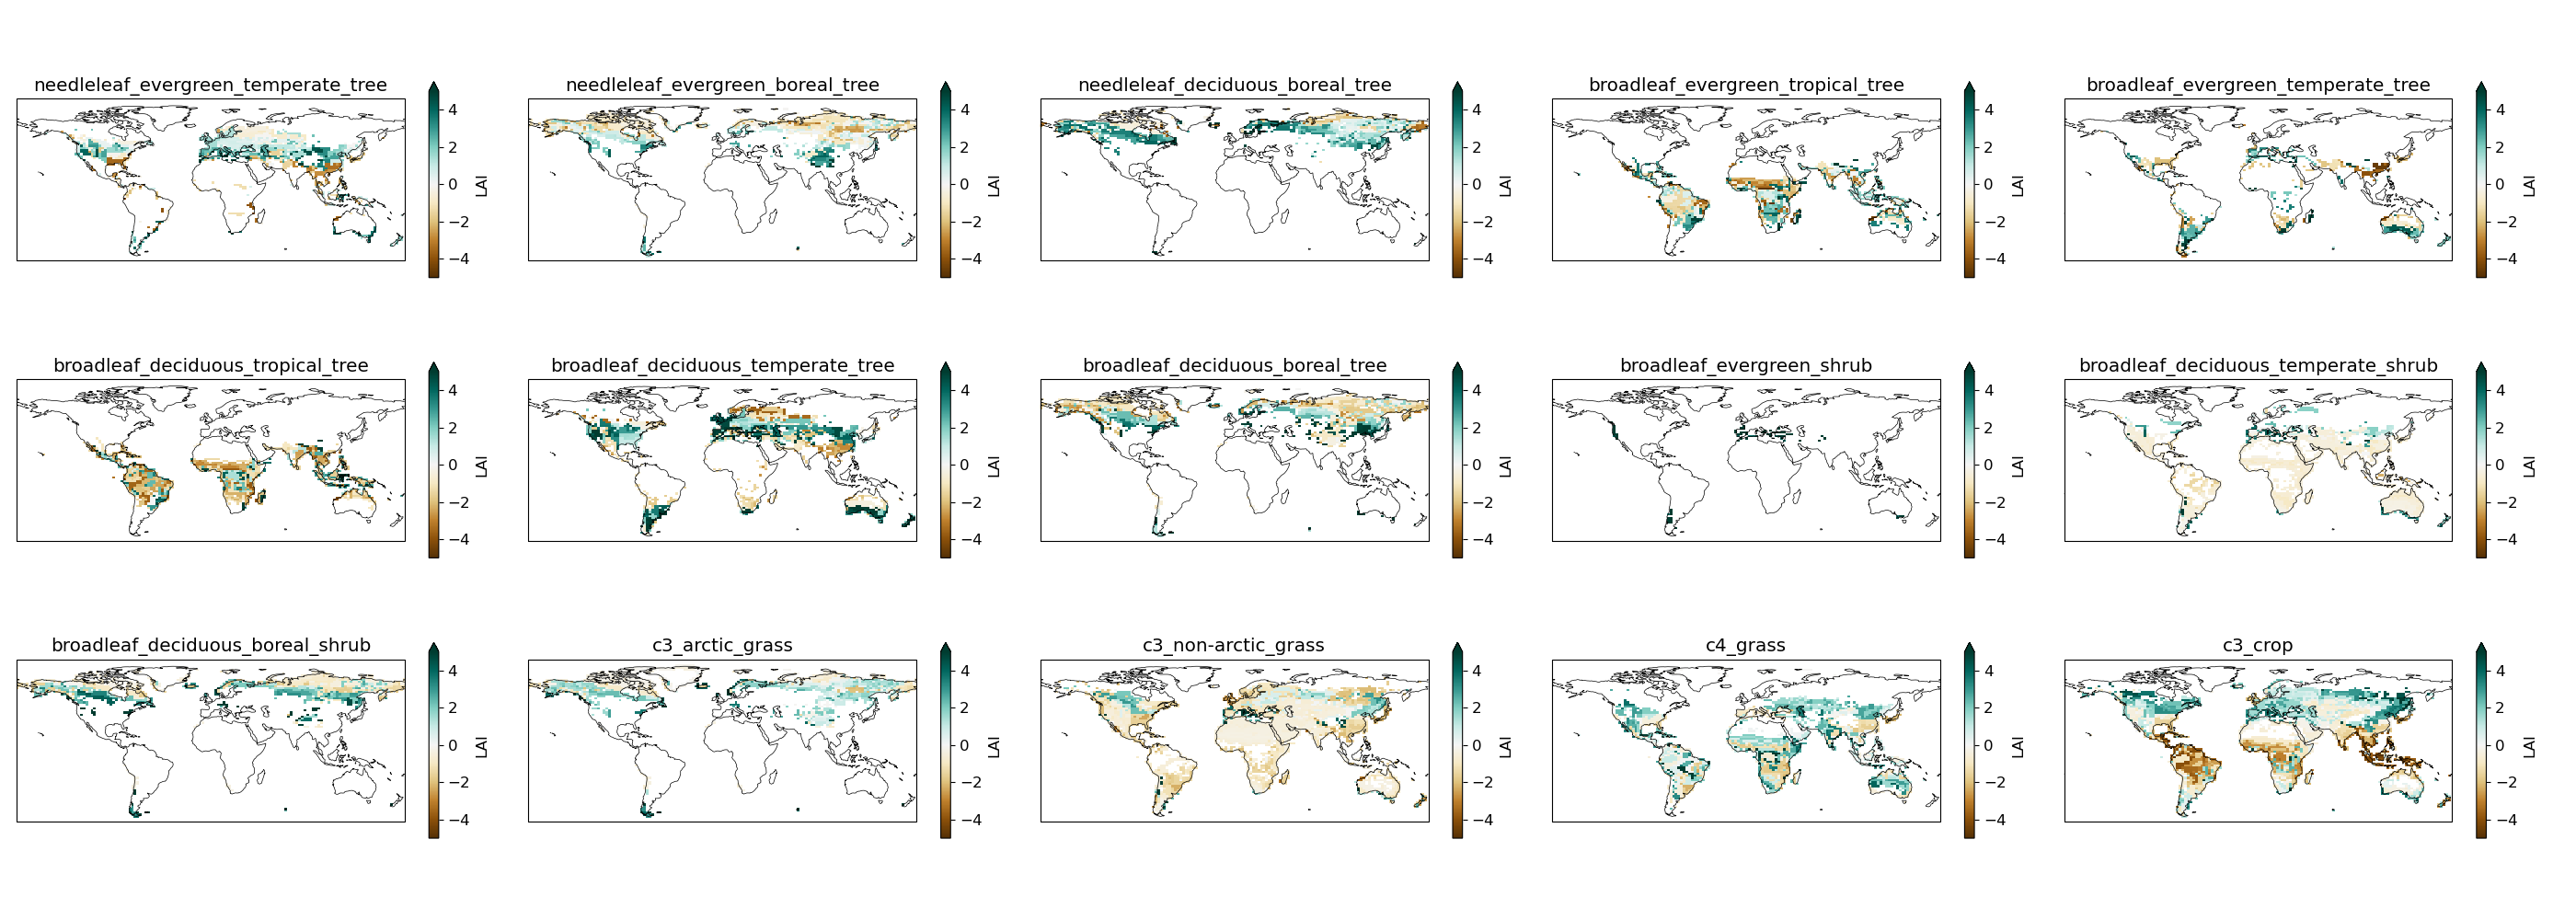 needleleaf_evergreen_temperate_tree
4
2
0
−2
−4
LAI
needleleaf_evergreen_boreal_tree
4
2
0
−2
−4
LAI
needleleaf_deciduous_boreal_tree
4
2
0
−2
−4
LAI
broadleaf_evergreen_tropical_tree
4
2
0
−2
−4
LAI
broadleaf_evergreen_temperate_tree
4
2
0
−2
−4
LAI
broadleaf_deciduous_tropical_tree
4
2
0
−2
−4
LAI
broadleaf_deciduous_temperate_tree
4
2
0
−2
−4
LAI
broadleaf_deciduous_boreal_tree
4
2
0
−2
−4
LAI
broadleaf_evergreen_shrub
4
2
0
−2
−4
LAI
broadleaf_deciduous_temperate_shrub
4
2
0
−2
−4
LAI
broadleaf_deciduous_boreal_shrub
4
2
0
−2
−4
LAI
c3_arctic_grass
4
2
0
−2
−4
LAI
c3_non-arctic_grass
4
2
0
−2
−4
LAI
c4_grass
4
2
0
−2
−4
LAI
c3_crop
4
2
0
−2
−4
LAI